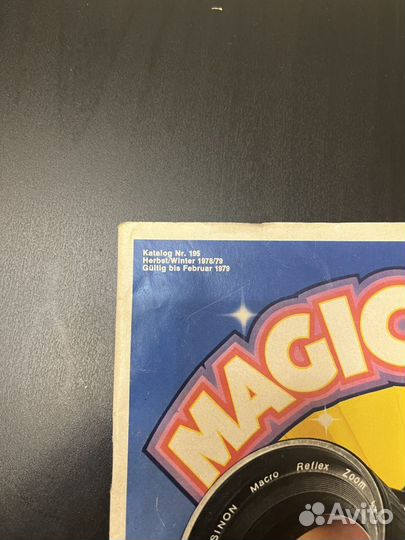 Katalog Nr. 195
Herbst/Winter 1978/79
Gültig bis Februar 1979
MAGIC
SINON Macro Reflex Zoom
Avito